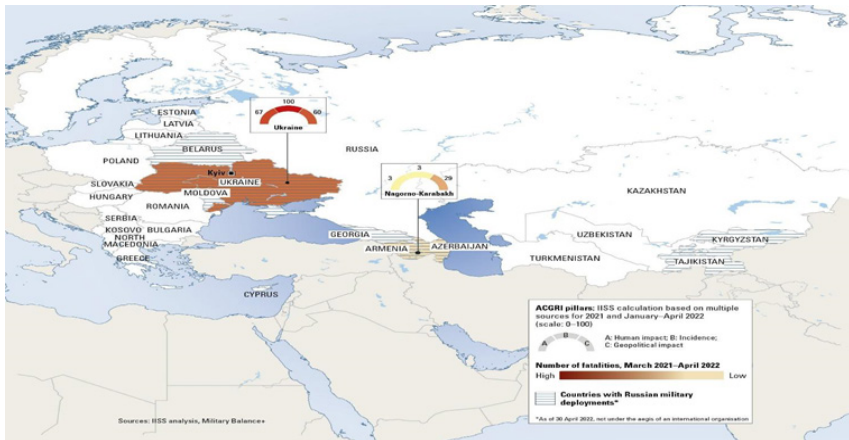 ESTONIA
LATVIA
LITHUANIA
BELARUS
POLAND
RUSSIA
67 100 60
Ukraine
Kyiv
UKRAINE
SLOVAKIA
MOLDOVA
HUNGARY
ROMANIA
SERBIA
KOSOVO BULGARIA
NORTH
MACEDONIA
GREECE
CYPRUS
3 3 29
Nagorno-Karabakh
GEORGIA
ARMENIA
AZERBAIJAN
KAZAKHSTAN
UZBEKISTAN
KYRGYZSTAN
TURKMENISTAN
TAJIKISTAN
ACGRI pillars: IISS calculation based on multiple
sources for 2021 and January–April 2022
(scale: 0–100)
A B C
A: Human impact; B: Incidence;
C: Geopolitical impact
Number of fatalities, March 2021–April 2022
High Low
Countries with Russian military
deployments*
*As of 30 April 2022, not under the aegis of an international organisation
Sources: IISS analysis, Military Balance+